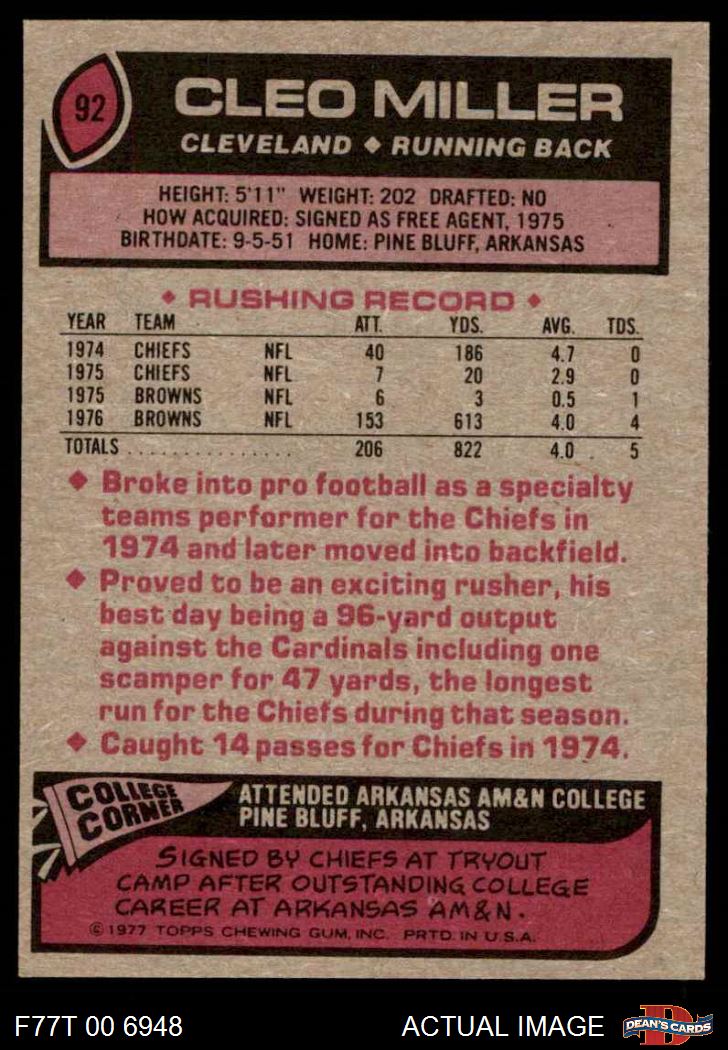 92
CLEO MILLER
CLEVELAND ♦ RUNNING BACK
HEIGHT: 5'11" WEIGHT: 202 DRAFTED: NO
HOW ACQUIRED: SIGNED AS FREE AGENT, 1975
BIRTHDATE: 9-5-51 HOME: PINE BLUFF, ARKANSAS
♦ RUSHING RECORD ♦
YEAR TEAM ATT. YDS. AVG. TDS.
1974 CHIEFS NFL 40 186 4.7 0
1975 CHIEFS NFL 7 20 2.9 0
1975 BROWNS NFL 6 3 0.5 1
1976 BROWNS NFL 153 613 4.0 4
TOTALS . . . . . . . . . . . . . . . 206 822 4.0 5
♦ Broke into pro football as a specialty
teams performer for the Chiefs in
1974 and later moved into backfield.
♦ Proved to be an exciting rusher, his
best day being a 96-yard output
against the Cardinals including one
scamper for 47 yards, the longest
run for the Chiefs during that season.
♦ Caught 14 passes for Chiefs in 1974.
COLLEGE
CORNER
ATTENDED ARKANSAS AM&N COLLEGE
PINE BLUFF, ARKANSAS
SIGNED BY CHIEFS AT TRYOUT
CAMP AFTER OUTSTANDING COLLEGE
CAREER AT ARKANSAS AM&N.
© 1977 TOPPS CHEWING GUM, INC. PRTD. IN U.S.A.
F77T 00 6948 ACTUAL IMAGE
D
DEAN'S CARDS